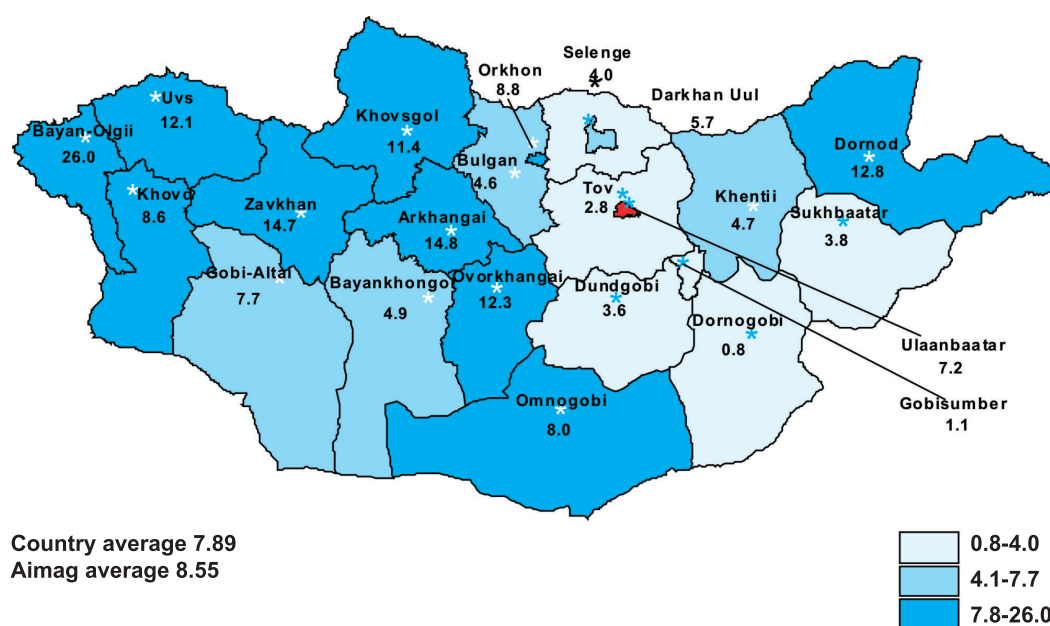 Selenge
4.0
Orkhon
8.8
Darkhan Uul
5.7
Uvs
12.1
Bayan-Olgii
26.0
Khovsgol
11.4
Dornod
12.8
Bulgan
4.6
Khovd
8.6
Zavkhan
14.7
Tov
2.8
Khentii
4.7
Arkhangai
14.8
Sukhbaatar
3.8
Gobi-Altai
7.7
Bayankhongor
4.9
Ovorkhangai
12.3
Dundgobi
3.6
Dornogobi
0.8
Ulaanbaatar
7.2
Omnogobi
8.0
Gobisumber
1.1
Country average 7.89
Aimag average 8.55
0.8-4.0
4.1-7.7
7.8-26.0